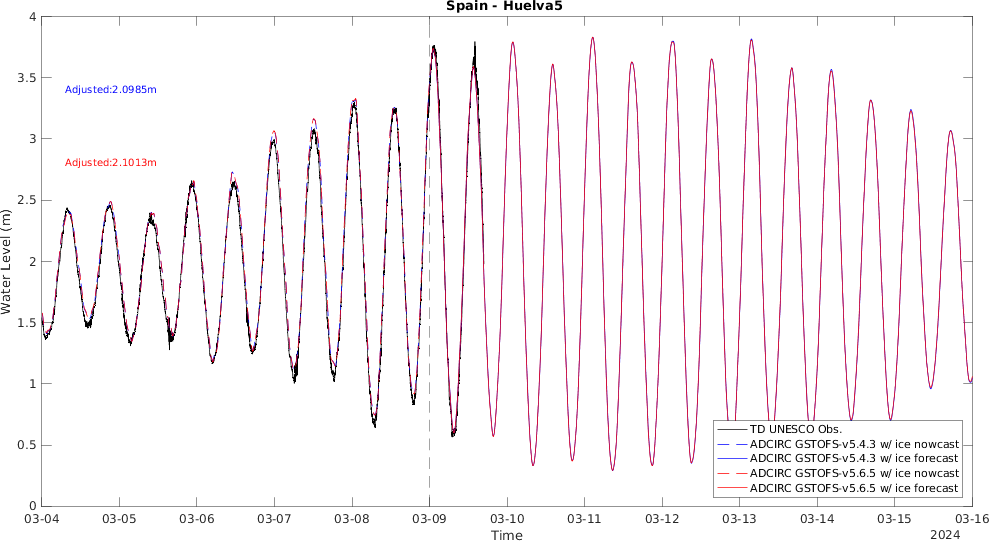 Spain - Huelva5
4
3.5
3
2.5
2
1.5
1
0.5
0
Water Level (m)
Adjusted:2.0985m
Adjusted:2.1013m
TD UNESCO Obs.
ADCIRC GSTOFS-v5.4.3 w/ ice nowcast
ADCIRC GSTOFS-v5.4.3 w/ ice forecast
ADCIRC GSTOFS-v5.6.5 w/ ice nowcast
ADCIRC GSTOFS-v5.6.5 w/ ice forecast
03-04 03-05 03-06 03-07 03-08 03-09 03-10 03-11 03-12 03-13 03-14 03-15 03-16
Time
2024